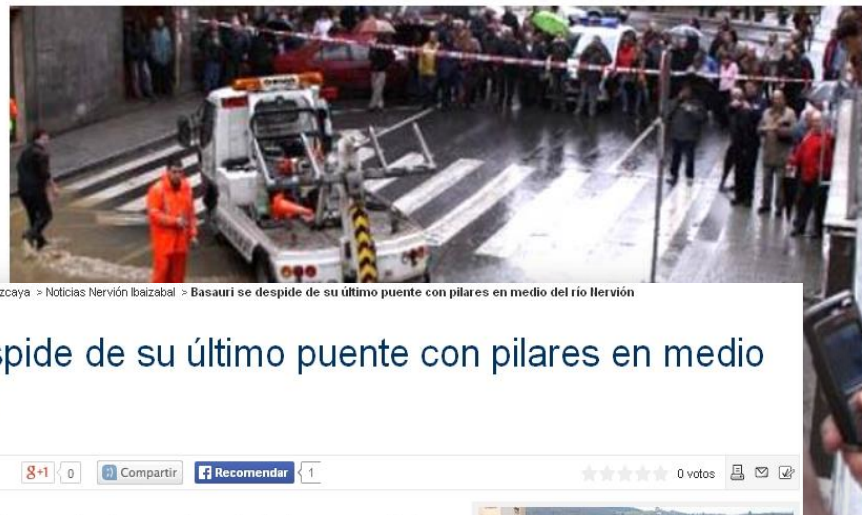 zcaya > Noticias Nervión Ibaizabal > Basauri se despide de su último puente con pilares en medio del río Nervión
spide de su último puente con pilares en medio
g+1 0 Compartir Recomendar 1 0 votos